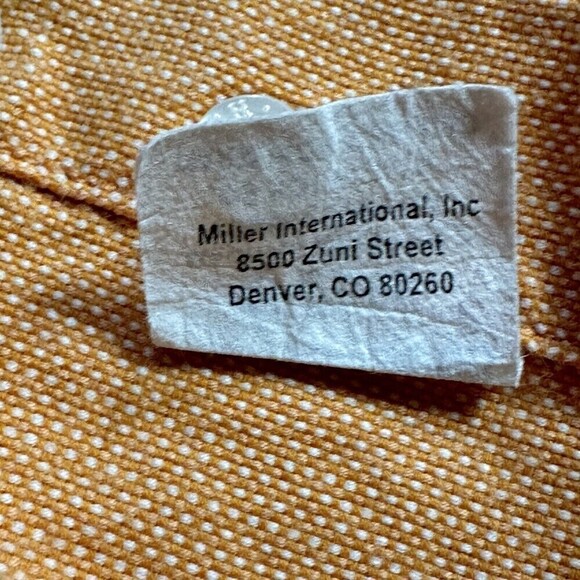 Miller International, Inc
8500 Zuni Street
Denver, CO 80260